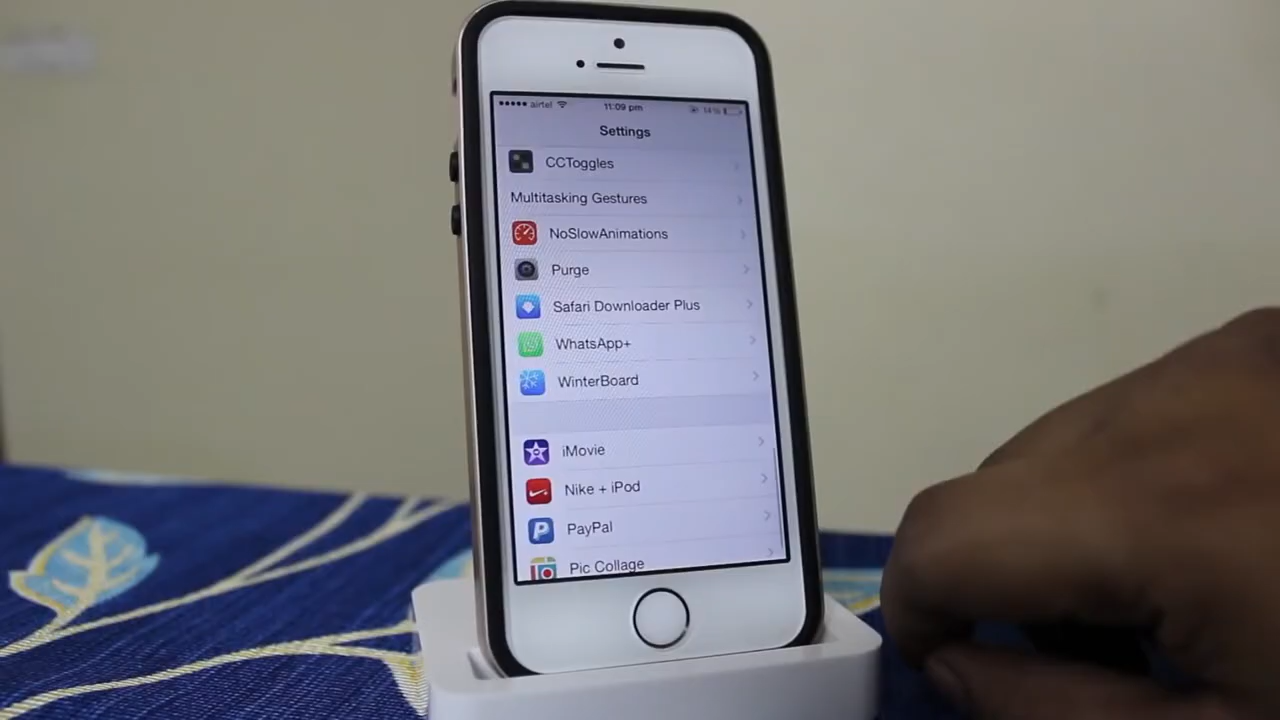 airtel 11:09 pm 14%
Settings
CCToggles
Multitasking Gestures
NoSlowAnimations
Purge
Safari Downloader Plus
WhatsApp+
WinterBoard
iMovie
Nike + iPod
PayPal
Pic Collage